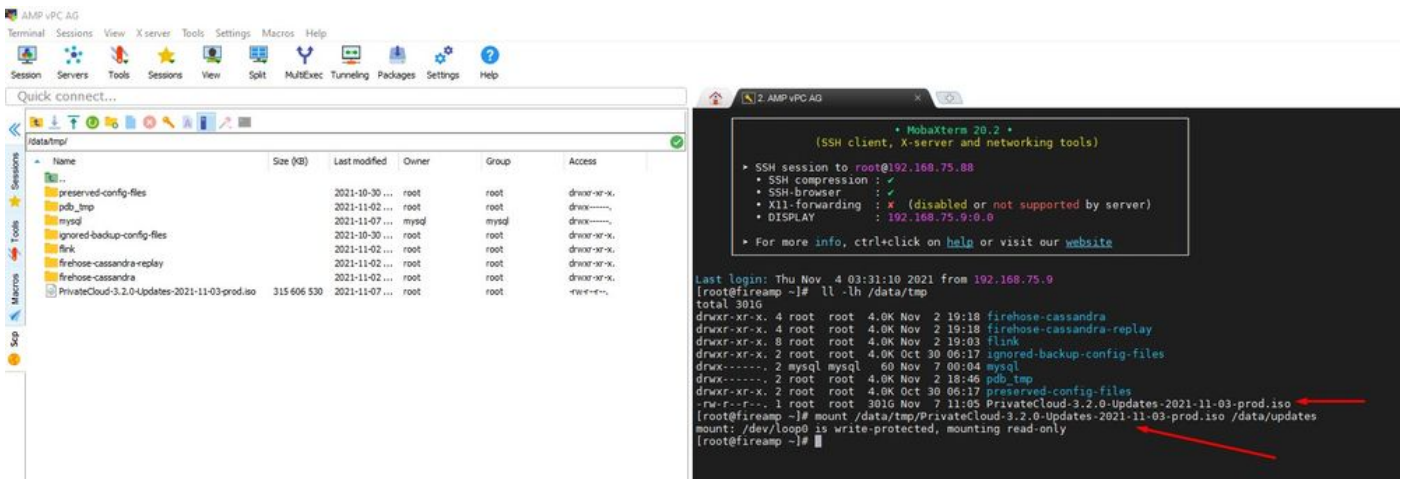 AMP vPC AG
Terminal Sessions View X server Tools Settings Macros Help
Session Servers Tools Sessions View Split MultiExec Tunneling Packages Settings Help
Quick connect...
/data/tmp/
Name Size (KB) Last modified Owner Group Access
..
preserved-config-files 2021-10-30 ... root root drwxr-xr-x.
pdb_tmp 2021-11-02 ... root root drwx------.
mysql 2021-11-07 ... mysql mysql drwx------.
ignored-backup-config-files 2021-10-30 ... root root drwxr-xr-x.
flink 2021-11-02 ... root root drwxr-xr-x.
firehose-cassandra-replay 2021-11-02 ... root root drwxr-xr-x.
firehose-cassandra 2021-11-02 ... root root drwxr-xr-x.
PrivateCloud-3.2.0-Updates-2021-11-03-prod.iso 315 606 530 2021-11-07 ... root root -rw-r--r--.
Sessions
Tools
Macros
Scp
2. AMP vPC AG
• MobaXterm 20.2 •
(SSH client, X-server and networking tools)
► SSH session to root@192.168.75.88
• SSH compression : ✔
• SSH-browser : ✔
• X11-forwarding : ✘ (disabled or not supported by server)
• DISPLAY : 192.168.75.9:0.0
► For more info, ctrl+click on help or visit our website
Last login: Thu Nov 4 03:31:10 2021 from 192.168.75.9
[root@fireamp ~]# ll -lh /data/tmp
total 301G
drwxr-xr-x. 4 root root 4.0K Nov 2 19:18 firehose-cassandra
drwxr-xr-x. 4 root root 4.0K Nov 2 19:18 firehose-cassandra-replay
drwxr-xr-x. 8 root root 4.0K Nov 2 19:03 flink
drwxr-xr-x. 2 root root 4.0K Oct 30 06:17 ignored-backup-config-files
drwx------. 2 mysql mysql 60 Nov 7 00:04 mysql
drwx------. 2 root root 4.0K Nov 2 18:46 pdb_tmp
drwxr-xr-x. 2 root root 4.0K Oct 30 06:17 preserved-config-files
-rw-r--r--. 1 root root 301G Nov 7 11:05 PrivateCloud-3.2.0-Updates-2021-11-03-prod.iso
[root@fireamp ~]# mount /data/tmp/PrivateCloud-3.2.0-Updates-2021-11-03-prod.iso /data/updates
mount: /dev/loop0 is write-protected, mounting read-only
[root@fireamp ~]#